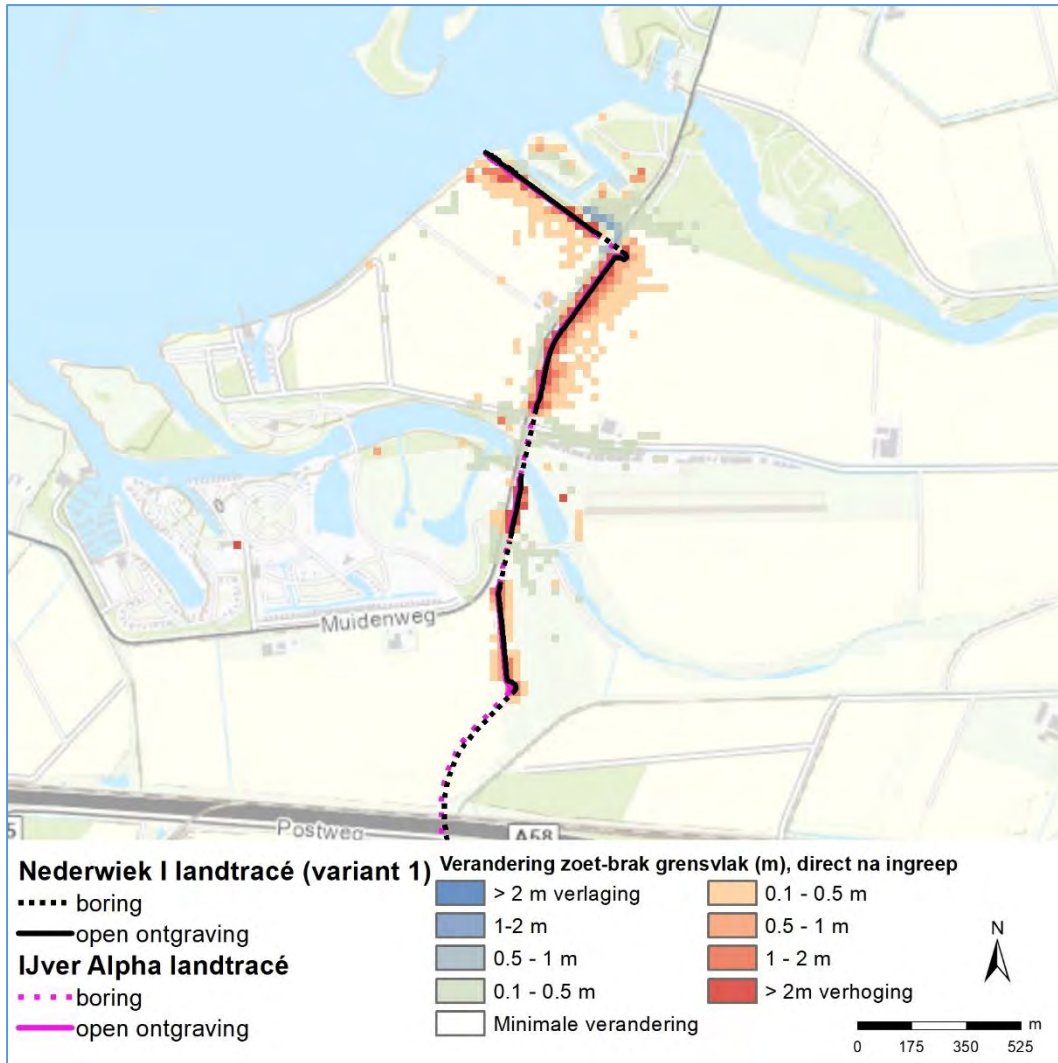 Muidenweg
Postweg
A58
5
Nederwiek I landtracé (variant 1)
boring
open ontgraving
IJver Alpha landtracé
boring
open ontgraving
Verandering zoet-brak grensvlak (m), direct na ingreep
> 2 m verlaging
1-2 m
0.5 - 1 m
0.1 - 0.5 m
Minimale verandering
0.1 - 0.5 m
0.5 - 1 m
1 - 2 m
> 2m verhoging
N
m
0 175 350 525